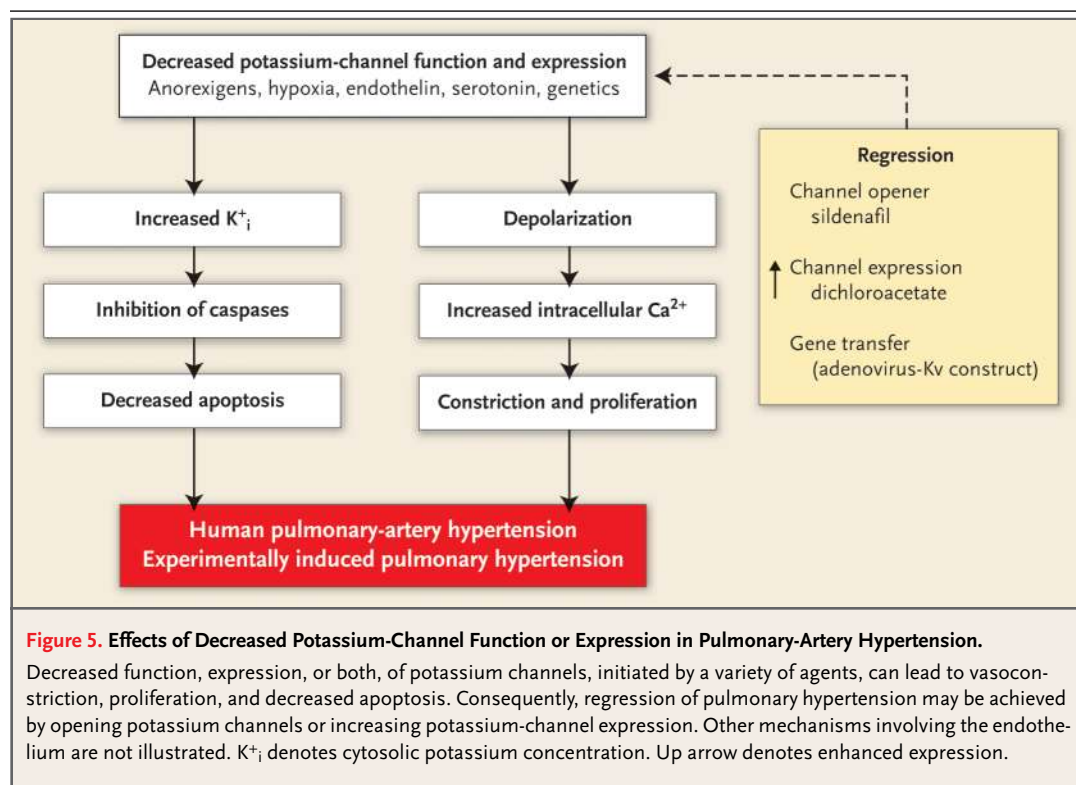 Decreased potassium-channel function and expression
Anorexigens, hypoxia, endothelin, serotonin, genetics
Increased K⁺ᵢ
Inhibition of caspases
Decreased apoptosis
Depolarization
Increased intracellular Ca²⁺
Constriction and proliferation
Human pulmonary-artery hypertension
Experimentally induced pulmonary hypertension
Regression
Channel opener
sildenafil
↑ Channel expression
dichloroacetate
Gene transfer
(adenovirus-Kv construct)
Figure 5. Effects of Decreased Potassium-Channel Function or Expression in Pulmonary-Artery Hypertension.
Decreased function, expression, or both, of potassium channels, initiated by a variety of agents, can lead to vasocon-
striction, proliferation, and decreased apoptosis. Consequently, regression of pulmonary hypertension may be achieved
by opening potassium channels or increasing potassium-channel expression. Other mechanisms involving the endothe-
lium are not illustrated. K⁺ᵢ denotes cytosolic potassium concentration. Up arrow denotes enhanced expression.